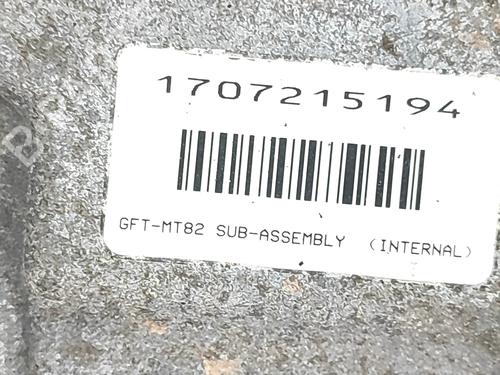 1707215194
GFT-MT82 SUB-ASSEMBLY (INTERNAL)